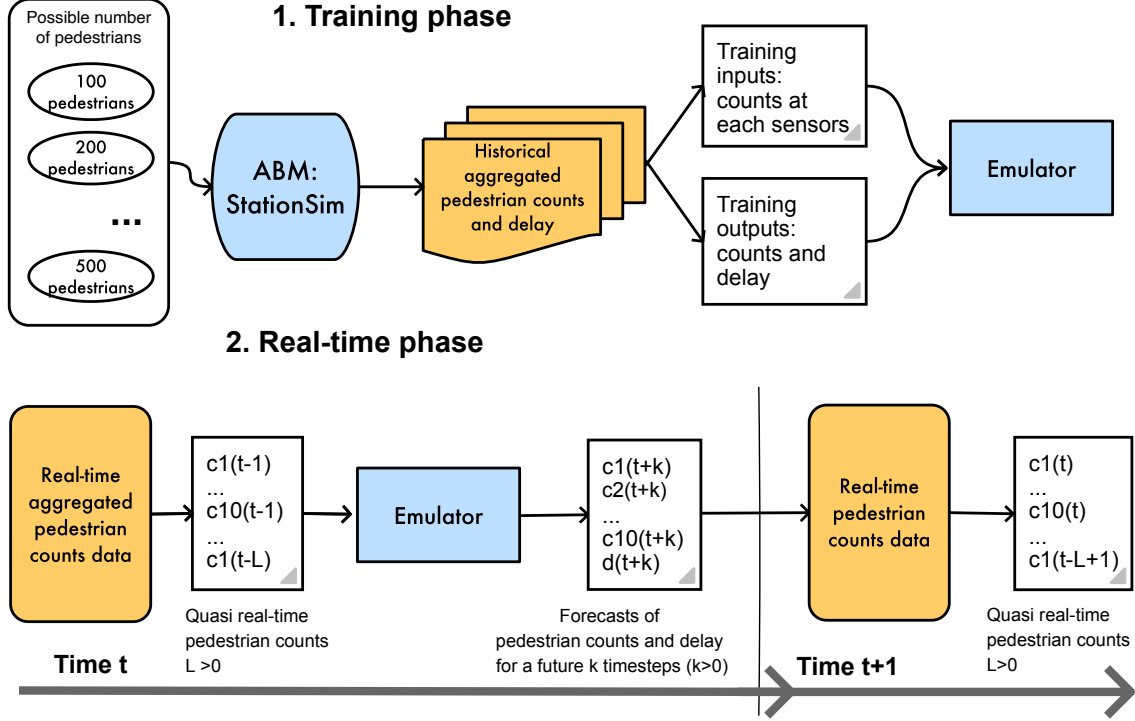 1. Training phase
Possible number
of pedestrians
100
pedestrians
200
pedestrians
...
500
pedestrians
ABM:
StationSim
Historical
aggregated
pedestrian counts
and delay
Training
inputs:
counts at
each sensors
Training
outputs:
counts and
delay
Emulator
2. Real-time phase
Real-time
aggregated
pedestrian
counts data
c1(t-1)
...
c10(t-1)
...
c1(t-L)
Quasi real-time
pedestrian counts
L >0
Emulator
c1(t+k)
c2(t+k)
...
c10(t+k)
d(t+k)
Forecasts of
pedestrian counts and delay
for a future k timesteps (k>0)
Real-time
pedestrian
counts data
c1(t)
...
c10(t)
...
c1(t-L+1)
Quasi real-time
pedestrian counts
L>0
Time t
Time t+1